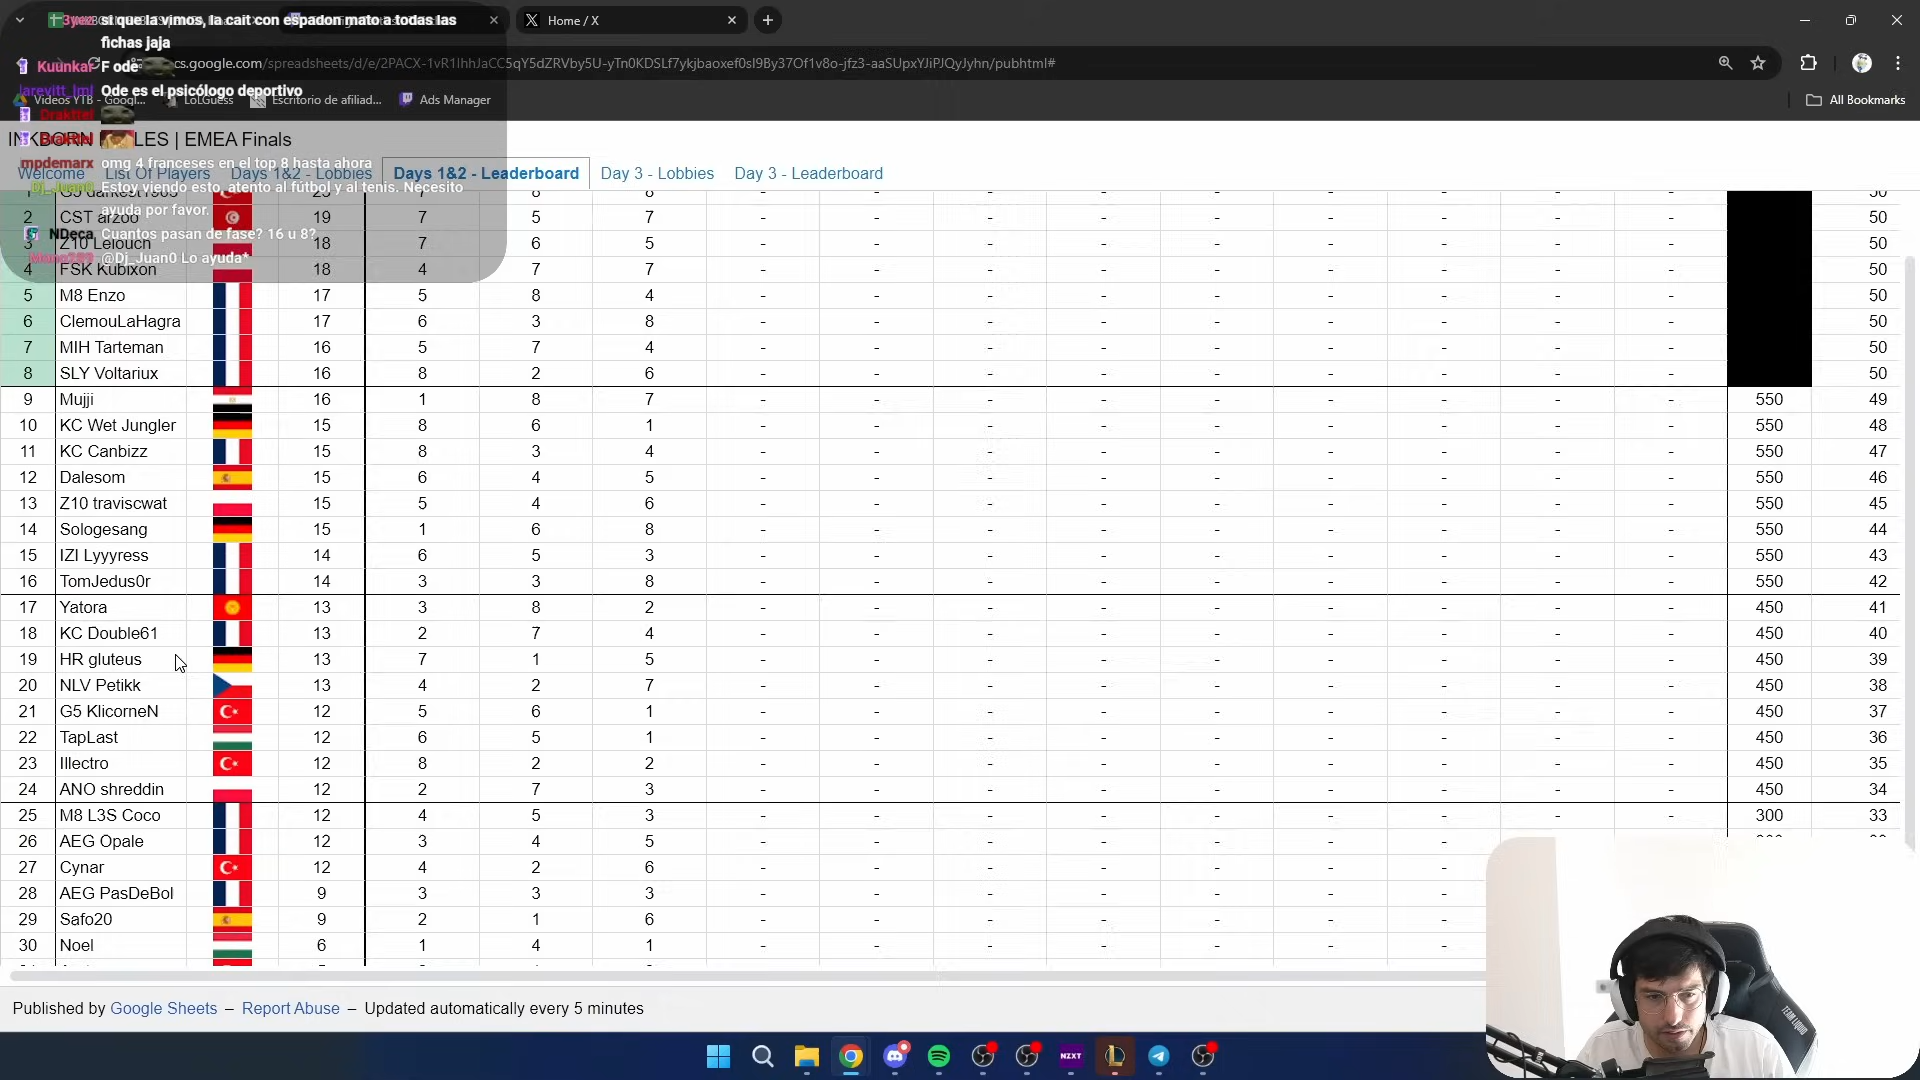 3yez si que la vimos, la cait con espadon mato a todas las
fichas jaja
Kuunkar F ode
arevitt_lml Ode es el psicólogo deportivo
Drakttel
Drakttel
mpdemarx omg 4 franceses en el top 8 hasta ahora
Dj_Juan0 Estoy viendo esto, atento al fútbol y al tenis. Necesito
ayuda por favor.
NDeca Cuantos pasan de fase? 16 u 8?
@Dj_Juan0 Lo ayuda*
Home / X
cs.google.com/spreadsheets/d/e/2PACX-1vR1IhhJaCC5qY5dZRVby5U-yTn0KDSLf7ykjbaoxef0sI9By37Of1v8o-jfz3-aaSUpxYJiPJQyJyhn/pubhtml#
Videos YTB - Googl... LoLGuess Escritorio de afiliad... Ads Manager All Bookmarks
INKBORN LES | EMEA Finals
Welcome List Of Players Days 1&2 - Lobbies Days 1&2 - Leaderboard Day 3 - Lobbies Day 3 - Leaderboard
2 CST arzoo 19 7 5 7 - - - - - - - - - 50
3 Z10 Lelouch 18 7 6 5 - - - - - - - - - 50
4 FSK Kubixon 18 4 7 7 - - - - - - - - - 50
5 M8 Enzo 17 5 8 4 - - - - - - - - - 50
6 ClemouLaHagra 17 6 3 8 - - - - - - - - - 50
7 MIH Tarteman 16 5 7 4 - - - - - - - - - 50
8 SLY Voltariux 16 8 2 6 - - - - - - - - - 50
9 Mujji 16 1 8 7 - - - - - - - - - 550 49
10 KC Wet Jungler 15 8 6 1 - - - - - - - - - 550 48
11 KC Canbizz 15 8 3 4 - - - - - - - - - 550 47
12 Dalesom 15 6 4 5 - - - - - - - - - 550 46
13 Z10 traviscwat 15 5 4 6 - - - - - - - - - 550 45
14 Sologesang 15 1 6 8 - - - - - - - - - 550 44
15 IZI Lyyyress 14 6 5 3 - - - - - - - - - 550 43
16 TomJedus0r 14 3 3 8 - - - - - - - - - 550 42
17 Yatora 13 3 8 2 - - - - - - - - - 450 41
18 KC Double61 13 2 7 4 - - - - - - - - - 450 40
19 HR gluteus 13 7 1 5 - - - - - - - - - 450 39
20 NLV Petikk 13 4 2 7 - - - - - - - - - 450 38
21 G5 KlicorneN 12 5 6 1 - - - - - - - - - 450 37
22 TapLast 12 6 5 1 - - - - - - - - - 450 36
23 Illectro 12 8 2 2 - - - - - - - - - 450 35
24 ANO shreddin 12 2 7 3 - - - - - - - - - 450 34
25 M8 L3S Coco 12 4 5 3 - - - - - - - - - 300 33
26 AEG Opale 12 3 4 5 - - - - - - - - -
27 Cynar 12 4 2 6 - - - - - - - - -
28 AEG PasDeBol 9 3 3 3 - - - - - - - - -
29 Safo20 9 2 1 6 - - - - - - - - -
30 Noel 6 1 4 1 - - - - - - - - -
Published by Google Sheets – Report Abuse – Updated automatically every 5 minutes
NZXT
TEAM LIQUID